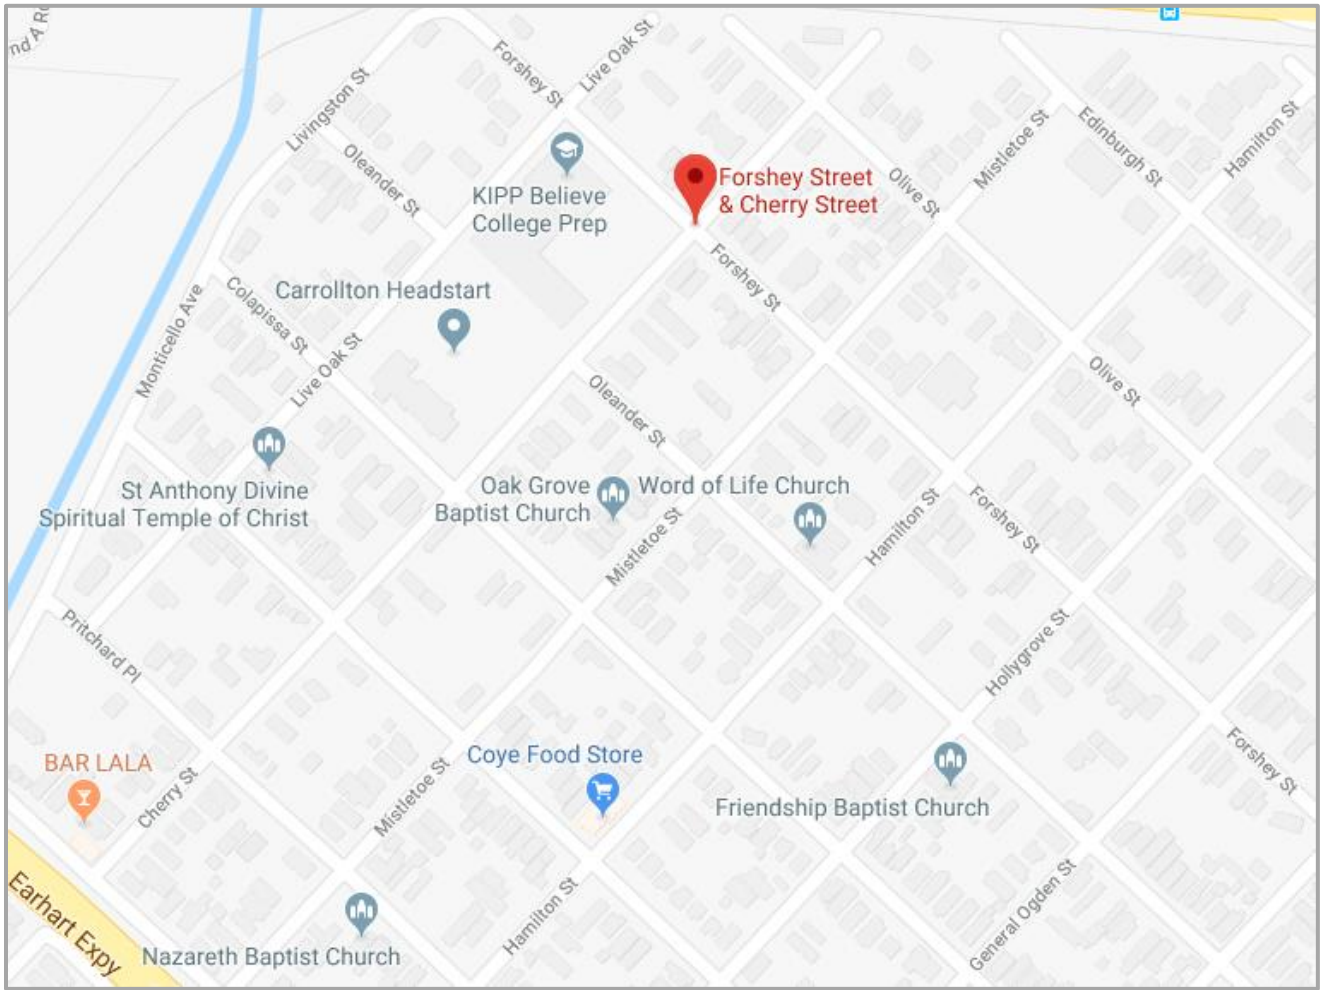 nd A R
Livingston St
Forshey St
Live Oak St
Oleander St
KIPP Believe
College Prep
Forshey Street
& Cherry Street
Olive St
Mistletoe St
Edinburgh St
Hamilton St
Forshey St
Carrollton Headstart
Colapissa St
Monticello Ave
Live Oak St
Oleander St
Olive St
St Anthony Divine
Spiritual Temple of Christ
Oak Grove
Baptist Church
Word of Life Church
Mistletoe St
Hamilton St
Forshey St
Pritchard Pl
Hollygrove St
BAR LALA
Cherry St
Mistletoe St
Coye Food Store
Friendship Baptist Church
Forshey St
Earhart Expy
Nazareth Baptist Church
Hamilton St
General Ogden St